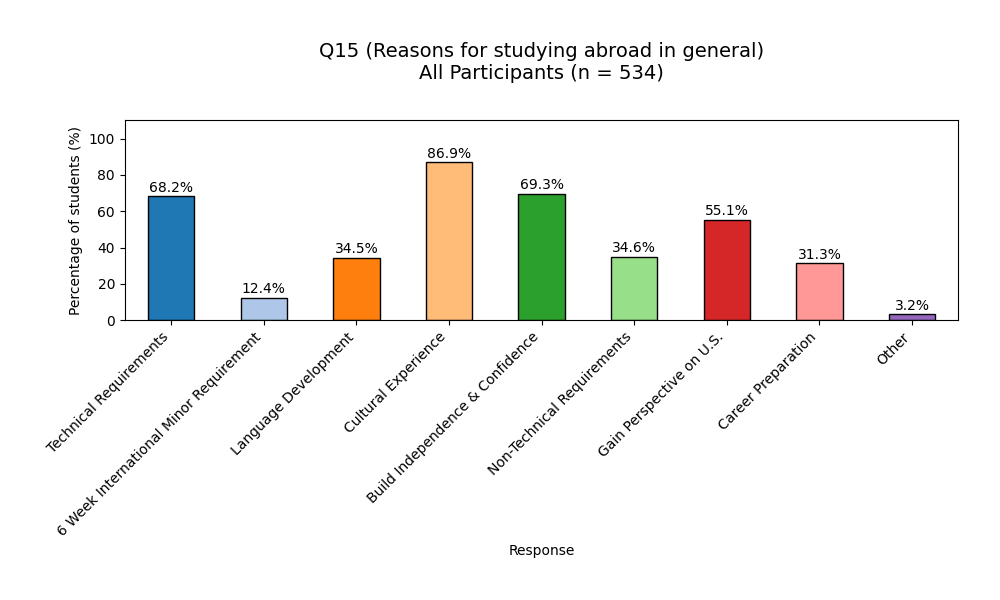 Q15 (Reasons for studying abroad in general)
All Participants (n = 534)
Percentage of students (%)
100
80
60
40
20
0
68.2%
12.4%
34.5%
86.9%
69.3%
34.6%
55.1%
31.3%
3.2%
Technical Requirements
6 Week International Minor Requirement
Language Development
Cultural Experience
Build Independence & Confidence
Non-Technical Requirements
Gain Perspective on U.S.
Career Preparation
Other
Response